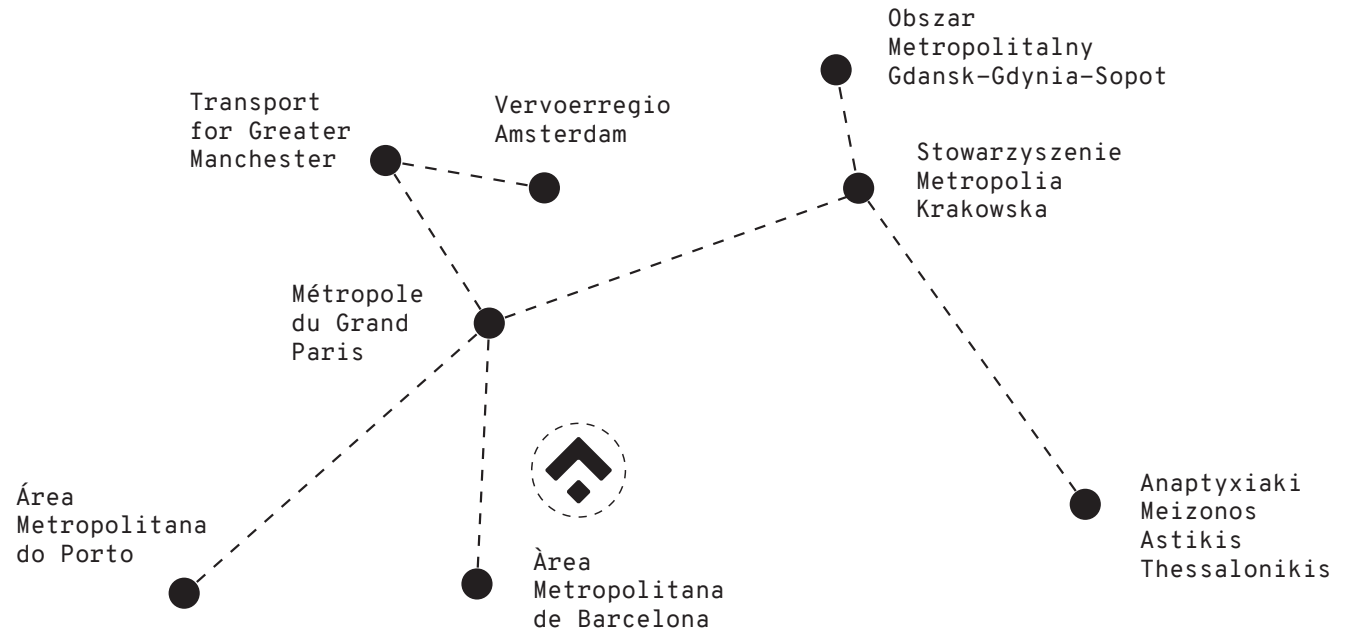 Obszar
Metropolitalny
Gdansk-Gdynia-Sopot
Transport
for Greater
Manchester
Vervoerregio
Amsterdam
Stowarzyszenie
Metropolia
Krakowska
Métropole
du Grand
Paris
Área
Metropolitana
do Porto
Àrea
Metropolitana
de Barcelona
Anaptyxiaki
Meizonos
Astikis
Thessalonikis